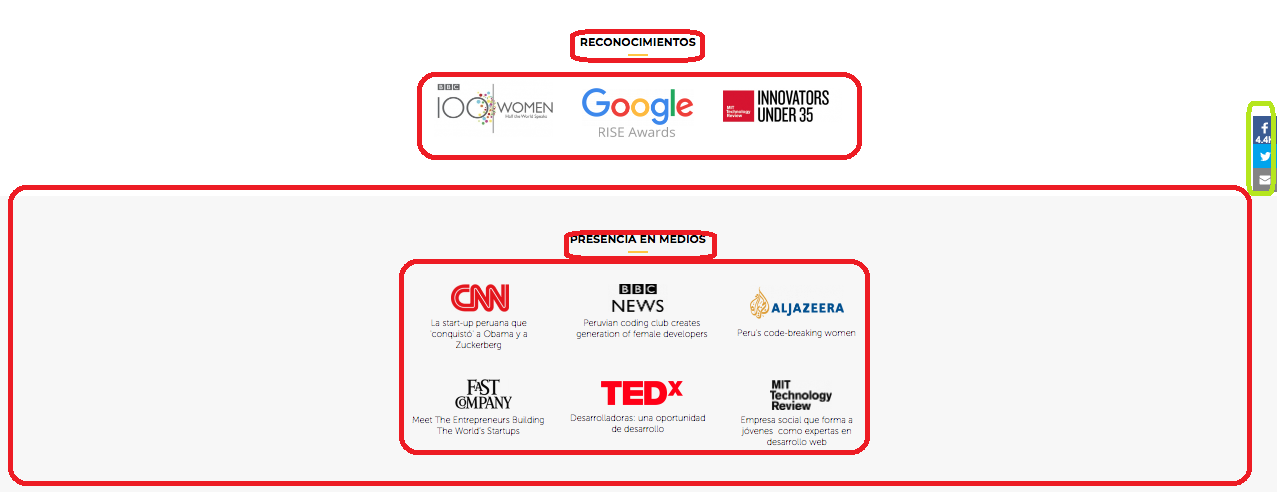 RECONOCIMIENTOS
BBC
100 WOMEN
Half the World Speaks
Google
RISE Awards
MIT
Technology
Review
INNOVATORS
UNDER 35
4.4K
PRESENCIA EN MEDIOS
CNN
La start-up peruana que
'conquistó' a Obama y a
Zuckerberg
BBC
NEWS
Peruvian coding club creates
generation of female developers
ALJAZEERA
Peru's code-breaking women
FAST
COMPANY
Meet The Entrepreneurs Building
The World's Startups
TEDx
Desarrolladoras: una oportunidad
de desarrollo
MIT
Technology
Review
Empresa social que forma a
jóvenes como expertas en
desarrollo web